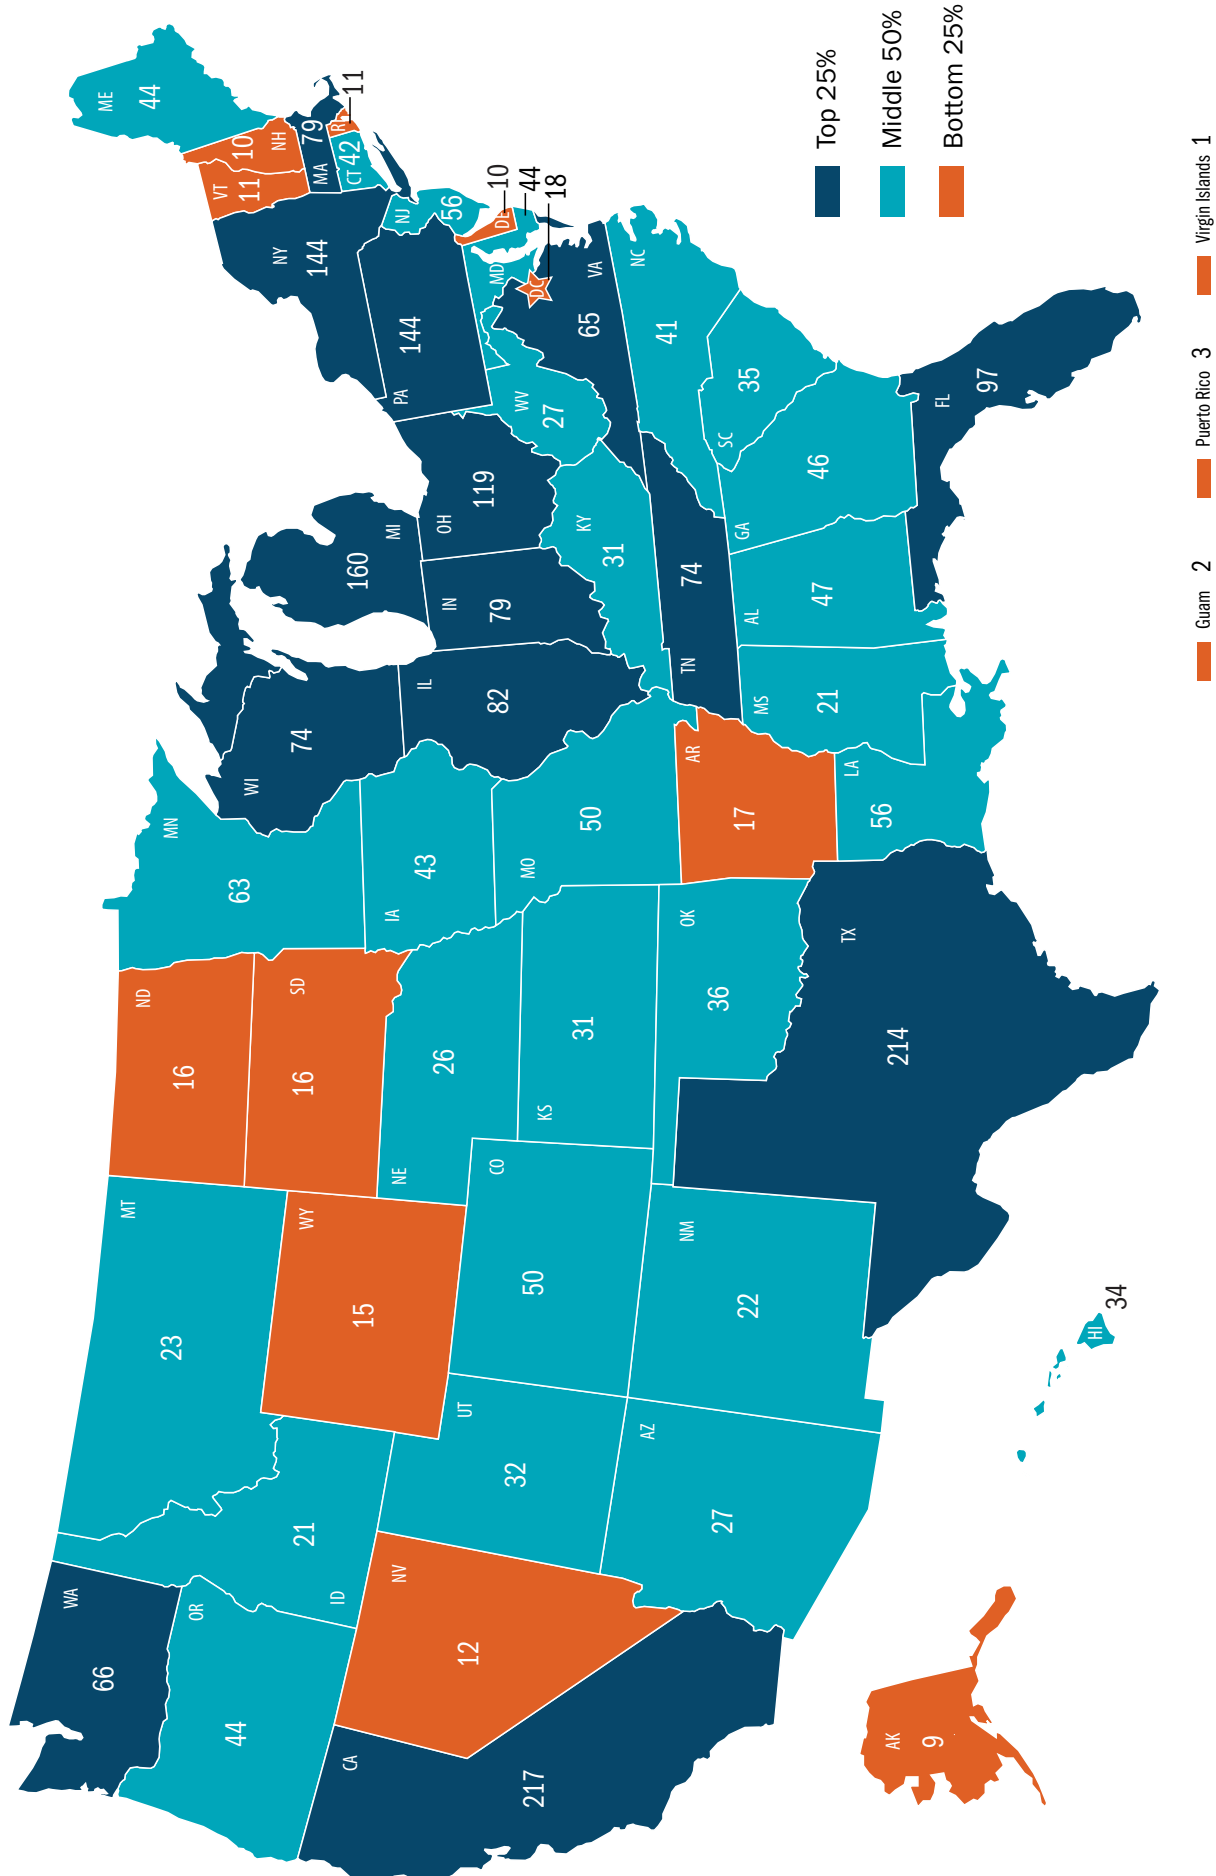 WA
66
OR
44
CA
217
NV
12
ID
21
MT
23
WY
15
UT
32
AZ
27
CO
50
NM
22
ND
16
SD
16
NE
26
KS
31
OK
36
TX
214
MN
63
IA
43
MO
50
AR
17
LA
56
WI
74
IL
82
MI
160
IN
79
OH
119
KY
31
TN
74
MS
21
AL
47
GA
46
FL
97
SC
35
NC
41
VA
65
WV
27
PA
144
NY
144
VT
11
NH
10
ME
44
MA
79
RI
11
CT
42
NJ
56
DE
10
MD
44
DC
18
AK
9
HI
34
Top 25%
Middle 50%
Bottom 25%
Guam 2
Puerto Rico 3
Virgin Islands 1